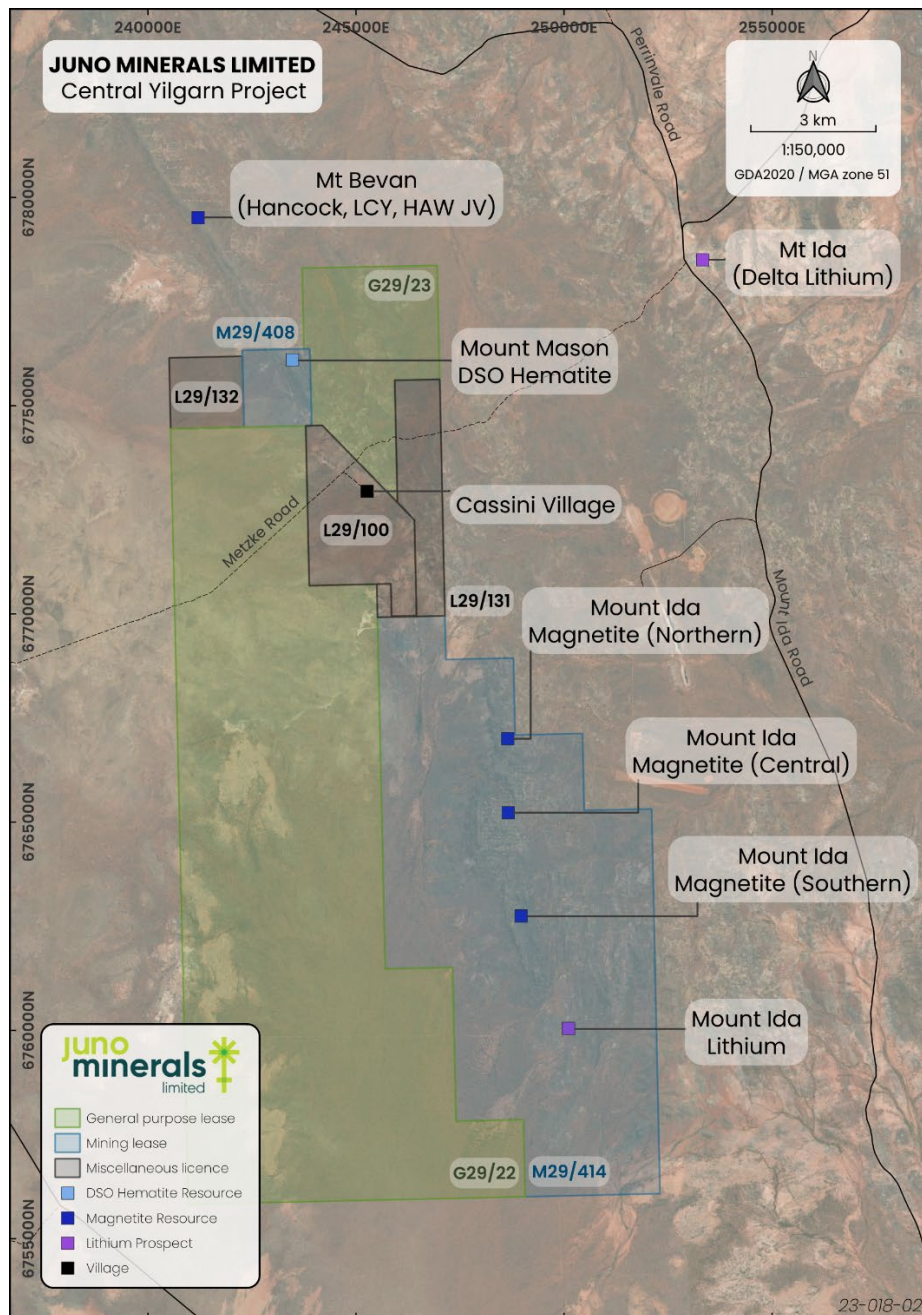 240000E
245000E
250000E
255000E
JUNO MINERALS LIMITED
Central Yilgarn Project
N
3 km
1:150,000
GDA2020 / MGA zone 51
Perrinvale Road
6780000N
Mt Bevan
(Hancock, LCY, HAW JV)
Mt Ida
(Delta Lithium)
G29/23
M29/408
Mount Mason
DSO Hematite
L29/132
6775000N
Cassini Village
Metzke Road
L29/100
L29/131
Mount Ida
Magnetite (Northern)
Mount Ida Road
6770000N
Mount Ida
Magnetite (Central)
6765000N
Mount Ida
Magnetite (Southern)
6760000N
Mount Ida
Lithium
juno
minerals
limited
General purpose lease
Mining lease
Miscellaneous licence
DSO Hematite Resource
Magnetite Resource
Lithium Prospect
Village
G29/22
M29/414
6755000N
23-018-02